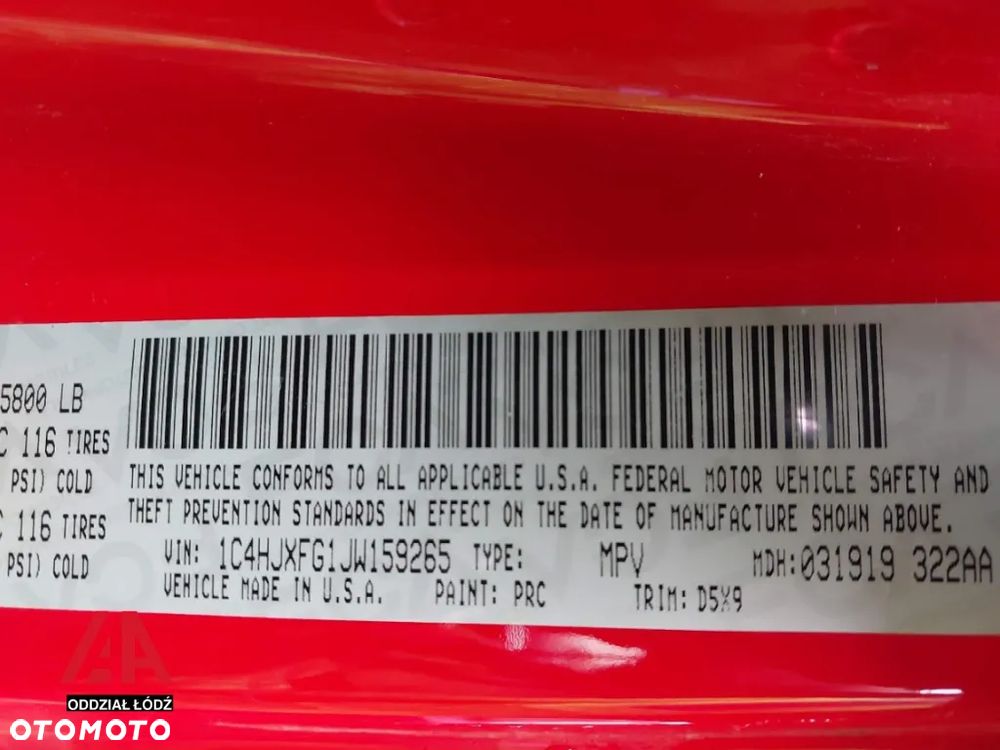 5800 LB
C 116 TIRES
PSI) COLD
C 116 TIRES
PSI) COLD
THIS VEHICLE CONFORMS TO ALL APPLICABLE U.S.A. FEDERAL MOTOR VEHICLE SAFETY AND
THEFT PREVENTION STANDARDS IN EFFECT ON THE DATE OF MANUFACTURE SHOWN ABOVE.
VIN: 1C4HJXFG1JW159265 TYPE: MPV MDH: 031919 322AA
VEHICLE MADE IN U.S.A. PAINT: PRC TRIM: D5X9
ODDZIAŁ ŁÓDŹ
OTOMOTO